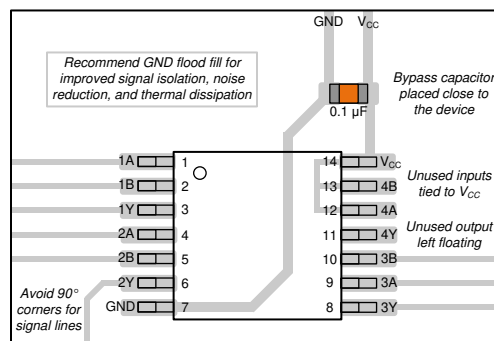 GND VCC
Recommend GND flood fill for
improved signal isolation, noise
reduction, and thermal dissipation
Bypass capacitor
placed close to
the device
0.1 µF
1A 1 14 VCC
1B 2 13 4B
1Y 3 12 4A
2A 4 11 4Y
2B 5 10 3B
2Y 6 9 3A
GND 7 8 3Y
Unused inputs
tied to VCC
Unused output
left floating
Avoid 90°
corners for
signal lines